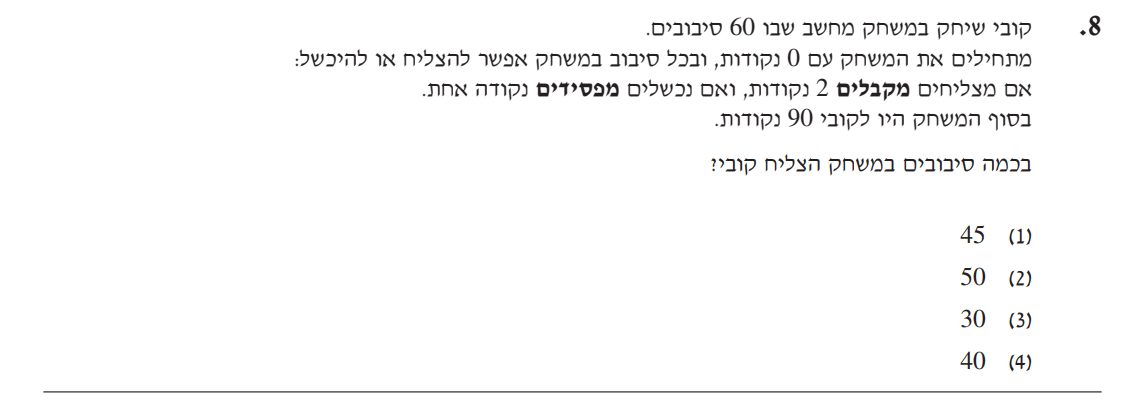 8. קובי שיחק במשחק מחשב שבו 60 סיבובים.
מתחילים את המשחק עם 0 נקודות, ובכל סיבוב במשחק אפשר להצליח או להיכשל:
אם מצליחים מקבלים 2 נקודות, ואם נכשלים מפסידים נקודה אחת.
בסוף המשחק היו לקובי 90 נקודות.
בכמה סיבובים במשחק הצליח קובי?
(1) 45
(2) 50
(3) 30
(4) 40